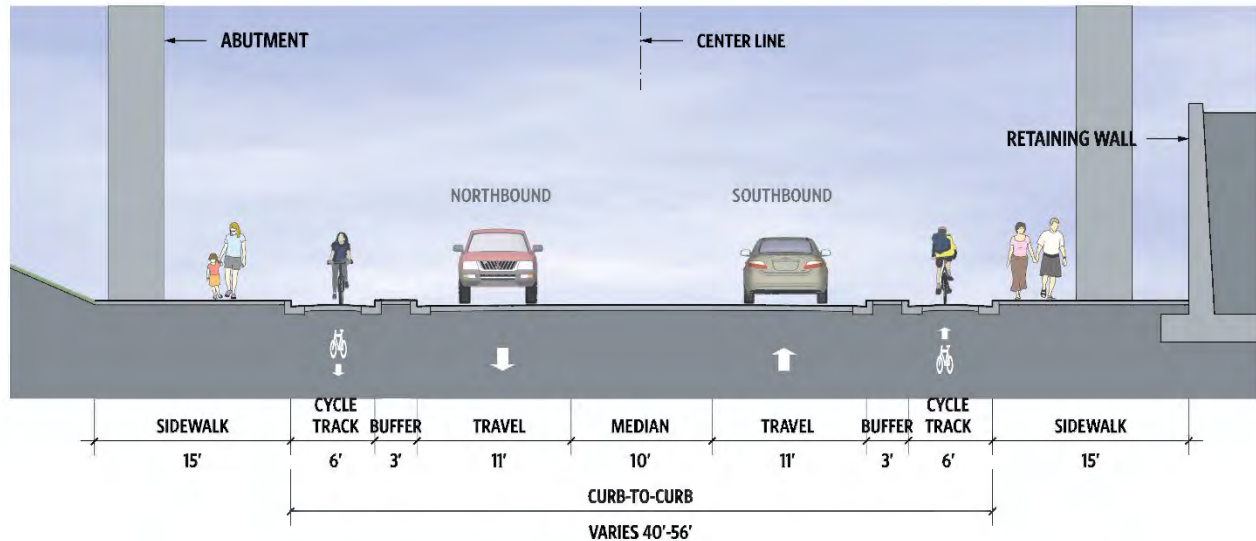 ABUTMENT
CENTER LINE
RETAINING WALL
NORTHBOUND
SOUTHBOUND
SIDEWALK
CYCLE
TRACK
BUFFER
TRAVEL
MEDIAN
TRAVEL
BUFFER
CYCLE
TRACK
SIDEWALK
15'
6'
3'
11'
10'
11'
3'
6'
15'
CURB-TO-CURB
VARIES 40'-56'